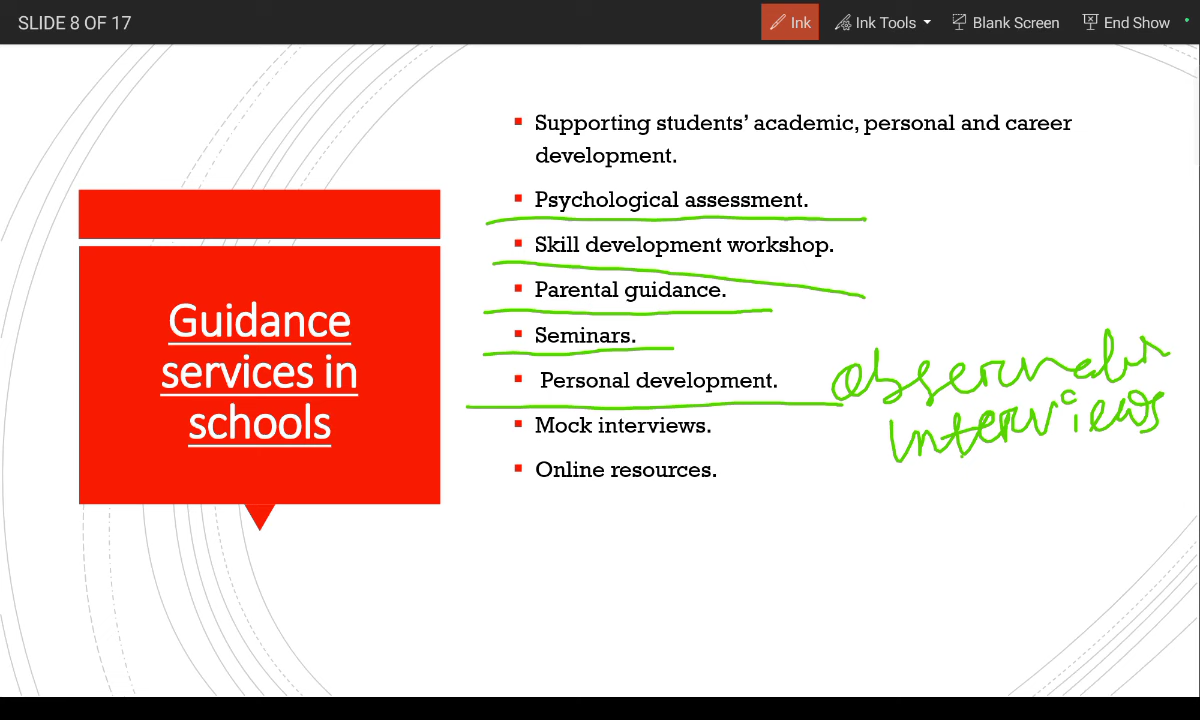 SLIDE 8 OF 17
Ink
Ink Tools
Blank Screen
End Show
Guidance
services in
schools
Supporting students' academic, personal and career
development.
Psychological assessment.
Skill development workshop.
Parental guidance.
Seminars.
Personal development.
Mock interviews.
Online resources.
interviews